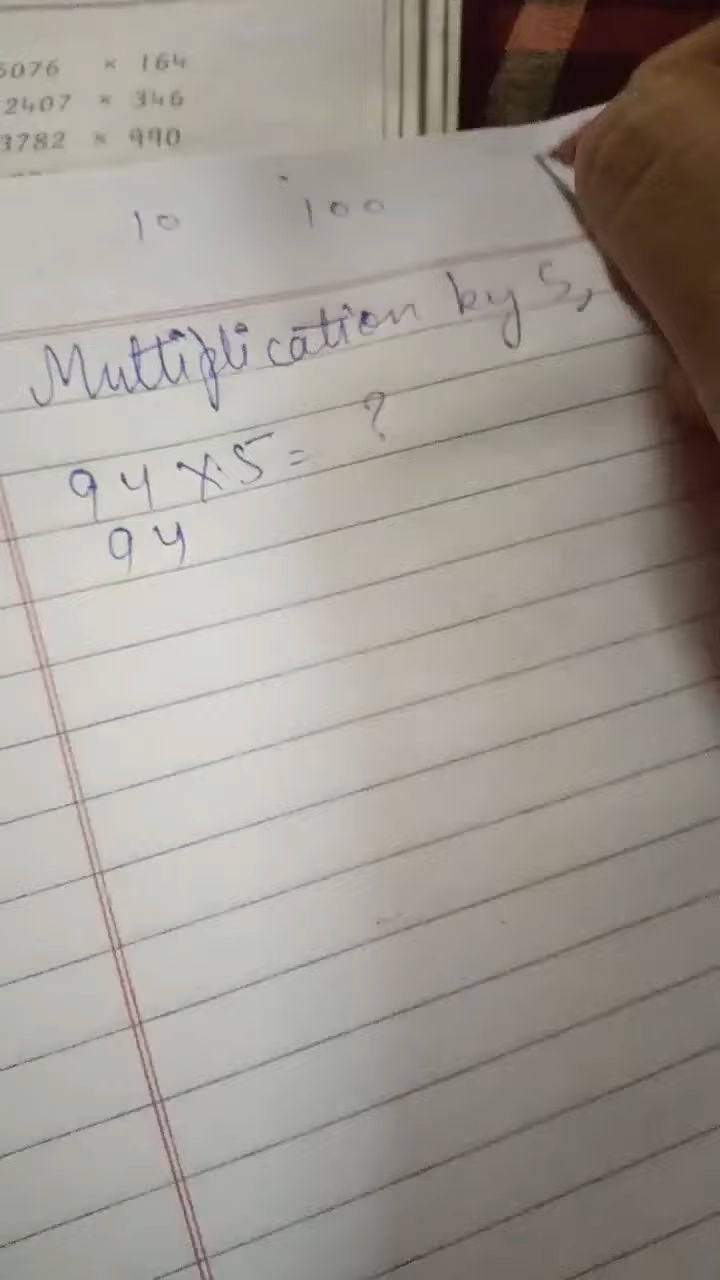 5076 × 164
2407 × 346
3782 × 990
10 100
Multiplication by 5,
94 × 5 = ?
94